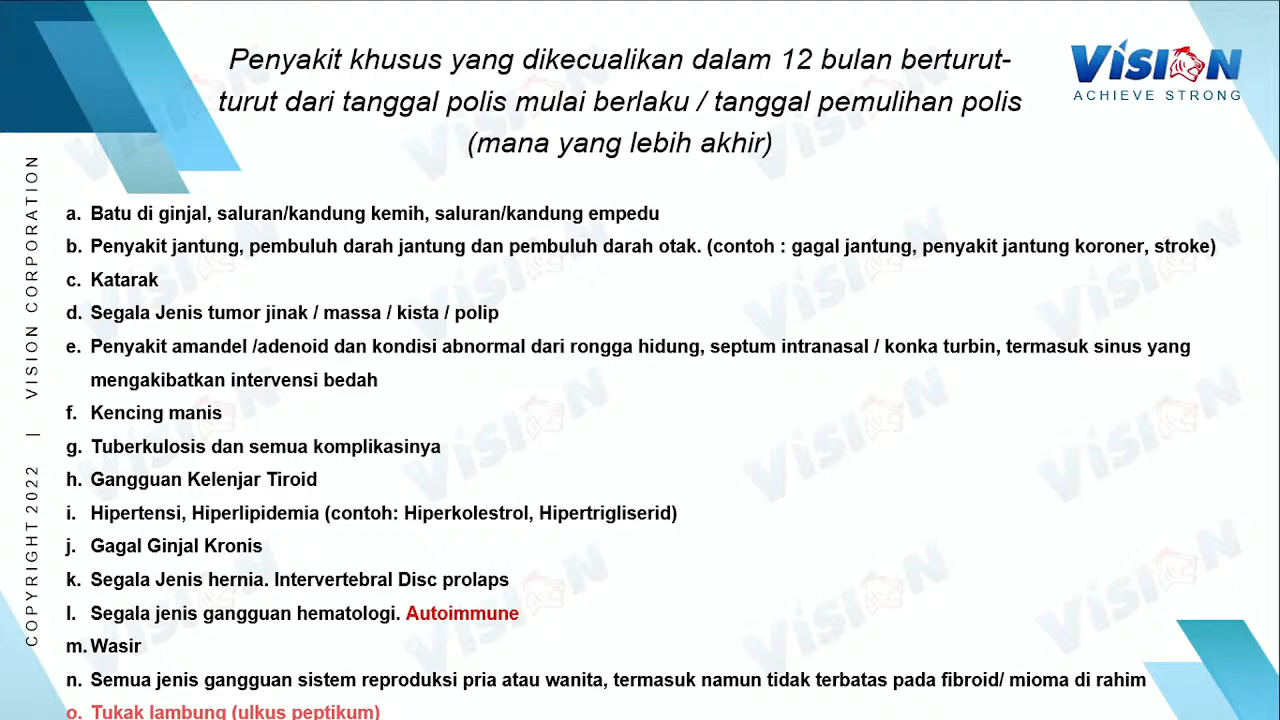 Penyakit khusus yang dikecualikan dalam 12 bulan berturut-
turut dari tanggal polis mulai berlaku / tanggal pemulihan polis
(mana yang lebih akhir)
VISION
ACHIEVE STRONG
COPYRIGHT 2022 | VISION CORPORATION
a. Batu di ginjal, saluran/kandung kemih, saluran/kandung empedu
b. Penyakit jantung, pembuluh darah jantung dan pembuluh darah otak. (contoh : gagal jantung, penyakit jantung koroner, stroke)
c. Katarak
d. Segala Jenis tumor jinak / massa / kista / polip
e. Penyakit amandel /adenoid dan kondisi abnormal dari rongga hidung, septum intranasal / konka turbin, termasuk sinus yang
mengakibatkan intervensi bedah
f. Kencing manis
g. Tuberkulosis dan semua komplikasinya
h. Gangguan Kelenjar Tiroid
i. Hipertensi, Hiperlipidemia (contoh: Hiperkolestrol, Hipertrigliserid)
j. Gagal Ginjal Kronis
k. Segala Jenis hernia. Intervertebral Disc prolaps
l. Segala jenis gangguan hematologi. Autoimmune
m. Wasir
n. Semua jenis gangguan sistem reproduksi pria atau wanita, termasuk namun tidak terbatas pada fibroid/ mioma di rahim
o. Tukak lambung (ulkus peptikum)